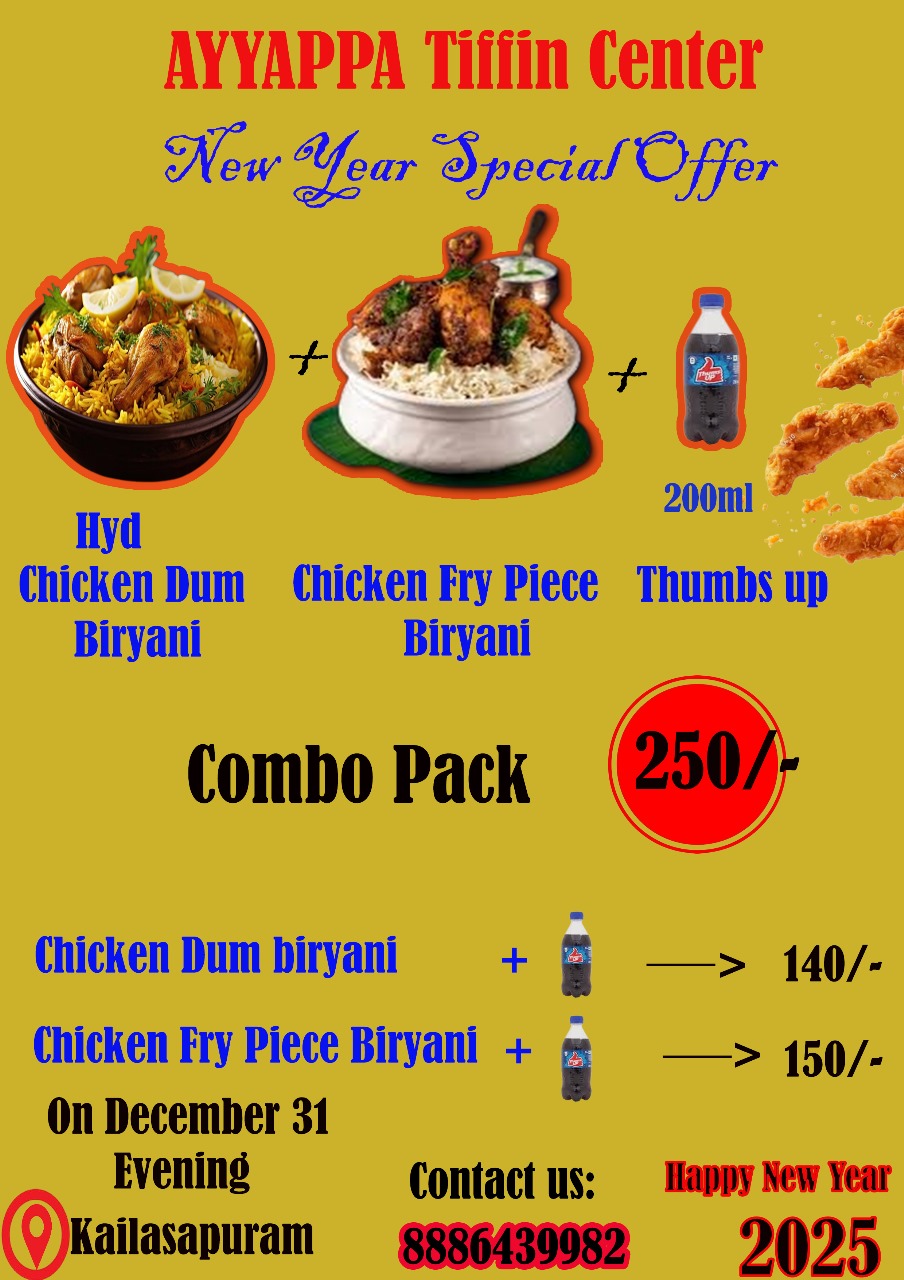 AYYAPPA Tiffin Center
New Year Special Offer
+
+
Thums UP
200ml
Hyd
Chicken Dum
Biryani
Chicken Fry Piece
Biryani
Thumbs up
Combo Pack
250/-
Chicken Dum biryani + ——> 140/-
Chicken Fry Piece Biryani + ——> 150/-
On December 31
Evening
Kailasapuram
Contact us:
8886439982
Happy New Year
2025